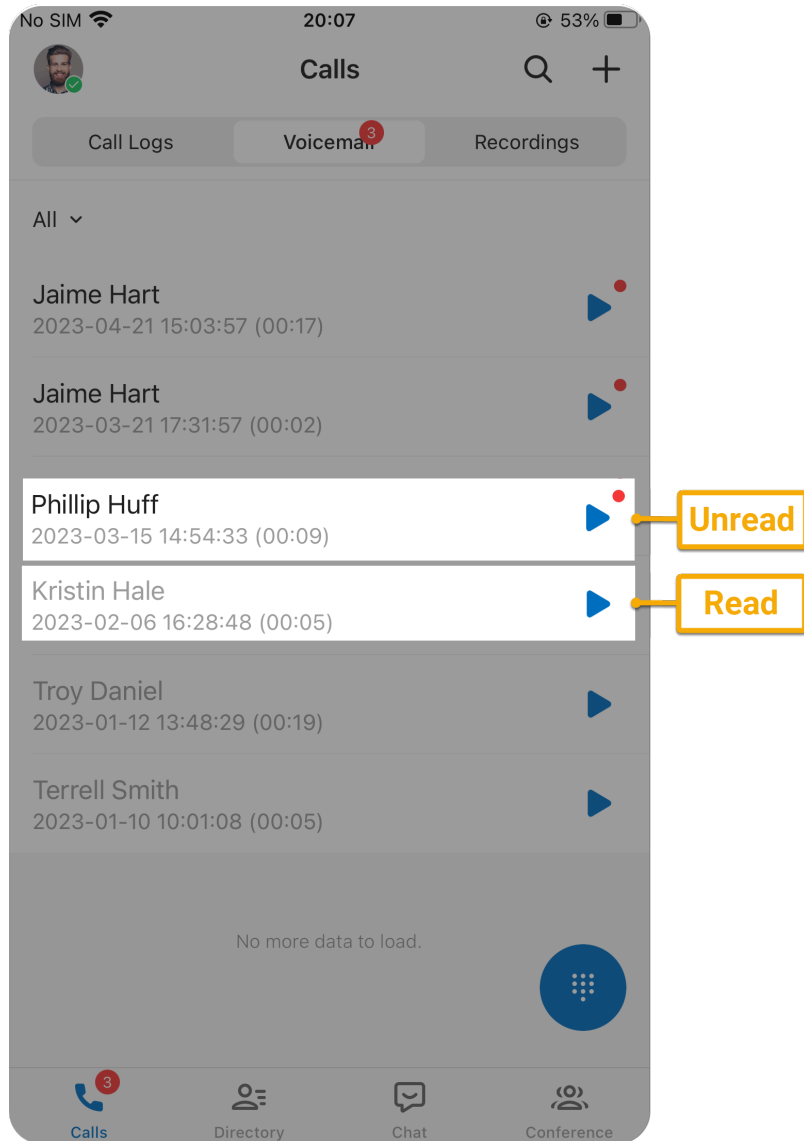 No SIM 20:07 53%
Calls
Call Logs Voicemail 3 Recordings
All
Jaime Hart
2023-04-21 15:03:57 (00:17)
Jaime Hart
2023-03-21 17:31:57 (00:02)
Phillip Huff
2023-03-15 14:54:33 (00:09)
Unread
Kristin Hale
2023-02-06 16:28:48 (00:05)
Read
Troy Daniel
2023-01-12 13:48:29 (00:19)
Terrell Smith
2023-01-10 10:01:08 (00:05)
No more data to load.
3
Calls Directory Chat Conference